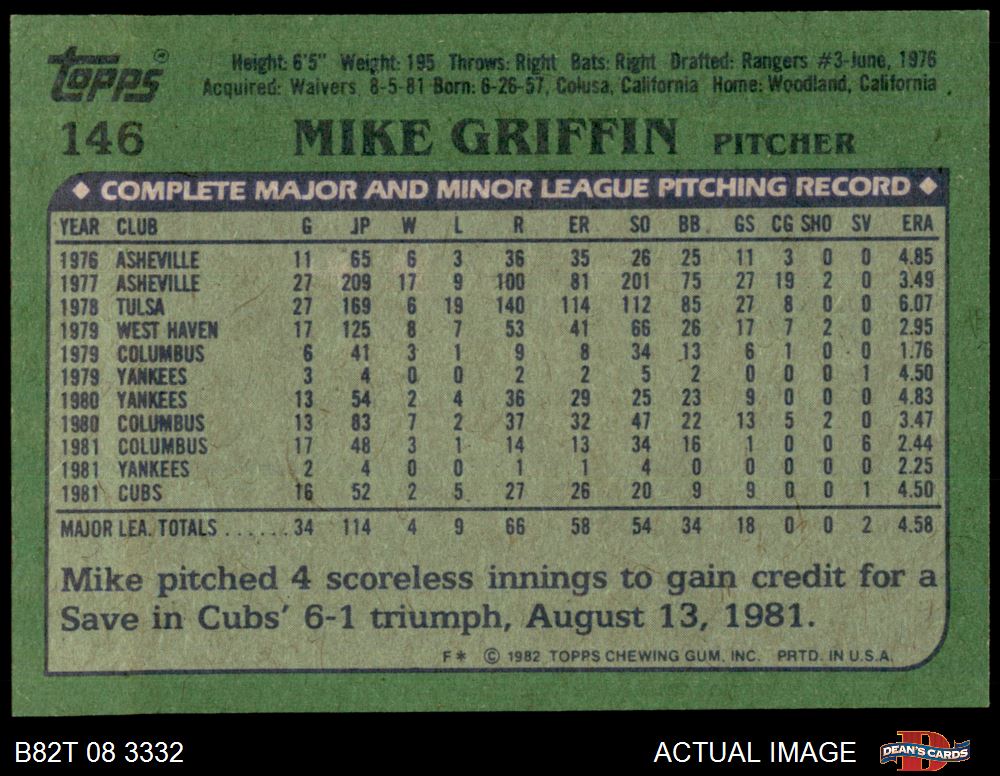 Topps®
Height: 6'5" Weight: 195 Throws: Right Bats: Right Drafted: Rangers #3-June, 1976
Acquired: Waivers, 8-5-81 Born: 6-26-57, Colusa, California Home: Woodland, California
146 MIKE GRIFFIN PITCHER
◆ COMPLETE MAJOR AND MINOR LEAGUE PITCHING RECORD ◆
YEAR CLUB G JP W L R ER SO BB GS CG SHO SV ERA
1976 ASHEVILLE 11 65 6 3 36 35 26 25 11 3 0 0 4.85
1977 ASHEVILLE 27 209 17 9 100 81 201 75 27 19 2 0 3.49
1978 TULSA 27 169 6 19 140 114 112 85 27 8 0 0 6.07
1979 WEST HAVEN 17 125 8 7 53 41 66 26 17 7 2 0 2.95
1979 COLUMBUS 6 41 3 1 9 8 34 13 6 1 0 0 1.76
1979 YANKEES 3 4 0 0 2 2 5 2 0 0 0 1 4.50
1980 YANKEES 13 54 2 4 36 29 25 23 9 0 0 0 4.83
1980 COLUMBUS 13 83 7 2 37 32 47 22 13 5 2 0 3.47
1981 COLUMBUS 17 48 3 1 14 13 34 16 1 0 0 6 2.44
1981 YANKEES 2 4 0 0 1 1 4 0 0 0 0 0 2.25
1981 CUBS 16 52 2 5 27 26 20 9 9 0 0 1 4.50
MAJOR LEA. TOTALS . . . . . . 34 114 4 9 66 58 54 34 18 0 0 2 4.58
Mike pitched 4 scoreless innings to gain credit for a
Save in Cubs' 6-1 triumph, August 13, 1981.
F* © 1982 TOPPS CHEWING GUM, INC. PRTD. IN U.S.A.
B82T 08 3332 ACTUAL IMAGE D DEAN'S CARDS